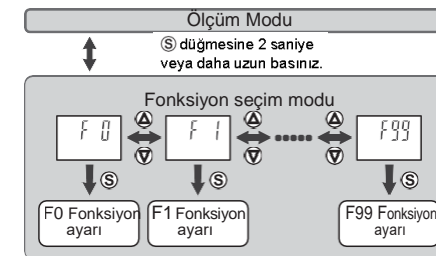 Ölçüm Modu
Ⓢ düğmesine 2 saniye
veya daha uzun basınız.
Fonksiyon seçim modu
F 0
F 1
F99
Ⓢ
Ⓢ
Ⓢ
F0 Fonksiyon
ayarı
F1 Fonksiyon
ayarı
F99 Fonksiyon
ayarı